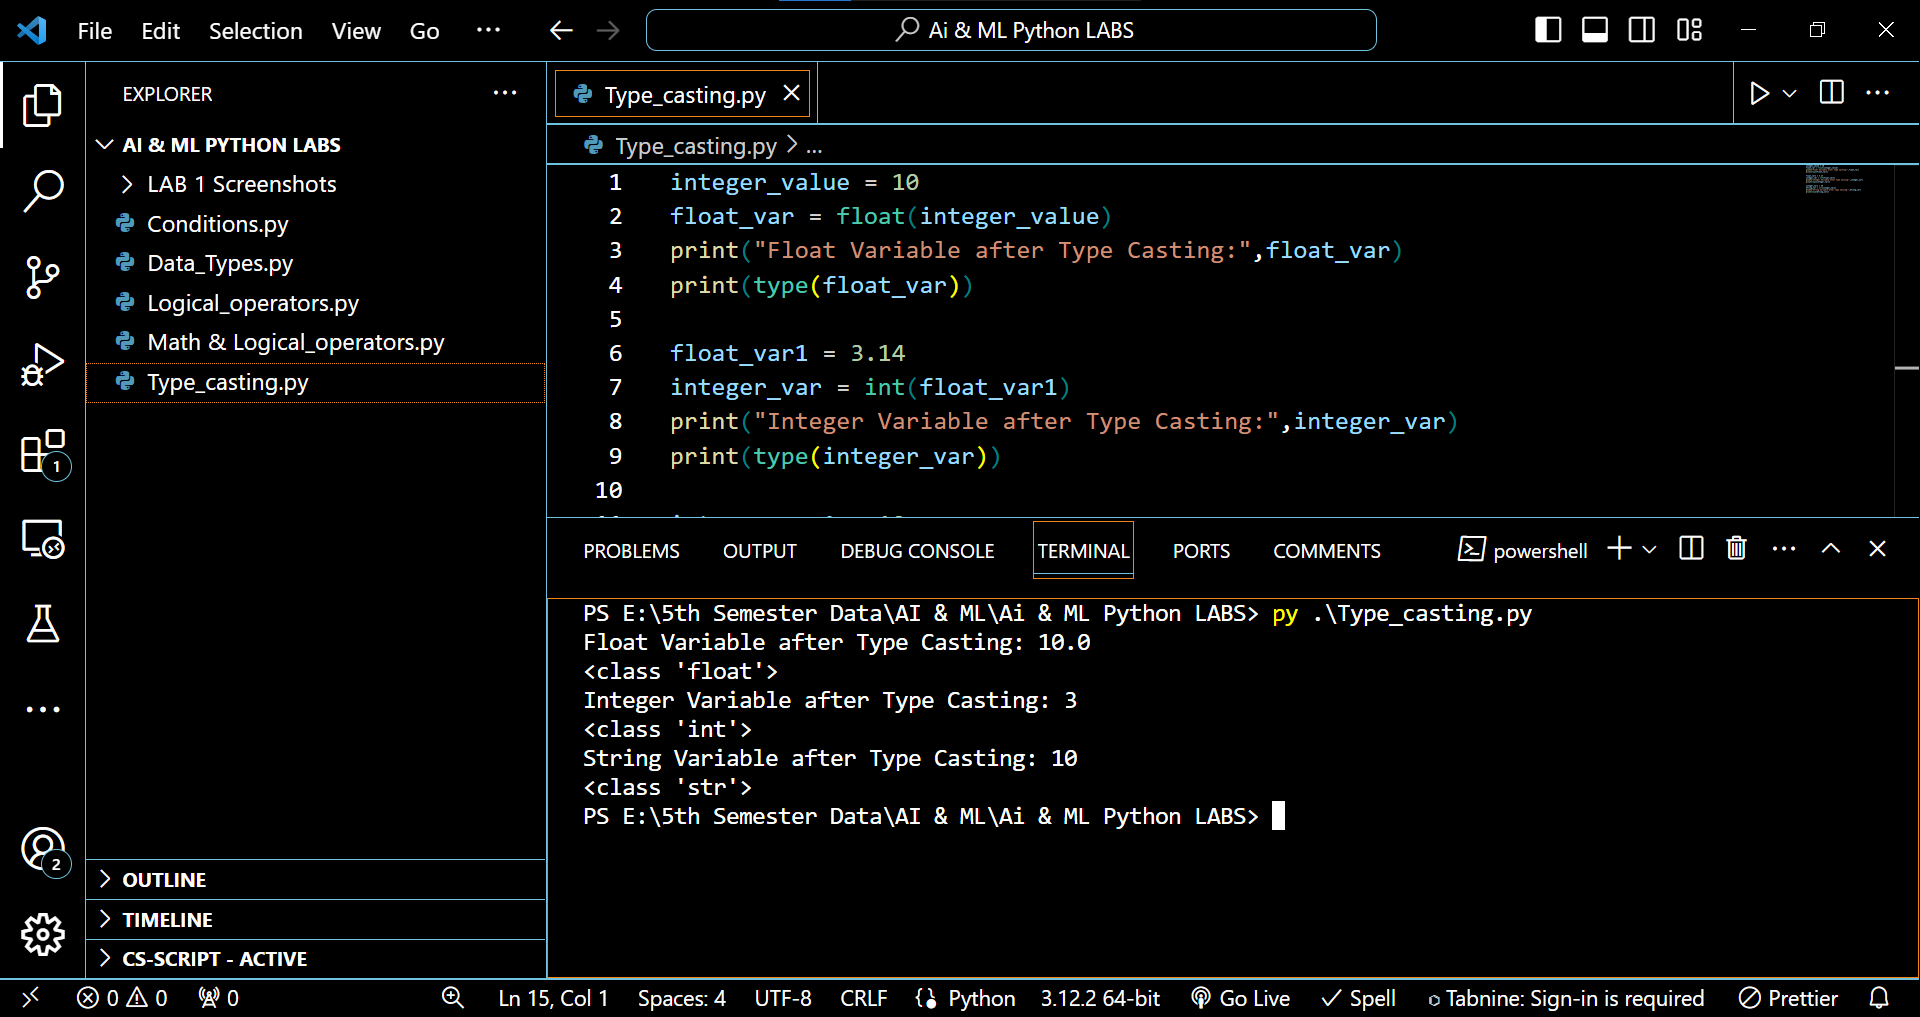 File Edit Selection View Go ···
Ai & ML Python LABS
EXPLORER
AI & ML PYTHON LABS
LAB 1 Screenshots
Conditions.py
Data_Types.py
Logical_operators.py
Math & Logical_operators.py
Type_casting.py
OUTLINE
TIMELINE
CS-SCRIPT - ACTIVE
1
2
Type_casting.py
Type_casting.py > ...
1 integer_value = 10
2 float_var = float(integer_value)
3 print("Float Variable after Type Casting:",float_var)
4 print(type(float_var))
5
6 float_var1 = 3.14
7 integer_var = int(float_var1)
8 print("Integer Variable after Type Casting:",integer_var)
9 print(type(integer_var))
10
PROBLEMS OUTPUT DEBUG CONSOLE TERMINAL PORTS COMMENTS powershell
PS E:\5th Semester Data\AI & ML\Ai & ML Python LABS> py .\Type_casting.py
Float Variable after Type Casting: 10.0
<class 'float'>
Integer Variable after Type Casting: 3
<class 'int'>
String Variable after Type Casting: 10
<class 'str'>
PS E:\5th Semester Data\AI & ML\Ai & ML Python LABS>
0 0 0 Ln 15, Col 1 Spaces: 4 UTF-8 CRLF Python 3.12.2 64-bit Go Live Spell Tabnine: Sign-in is required Prettier